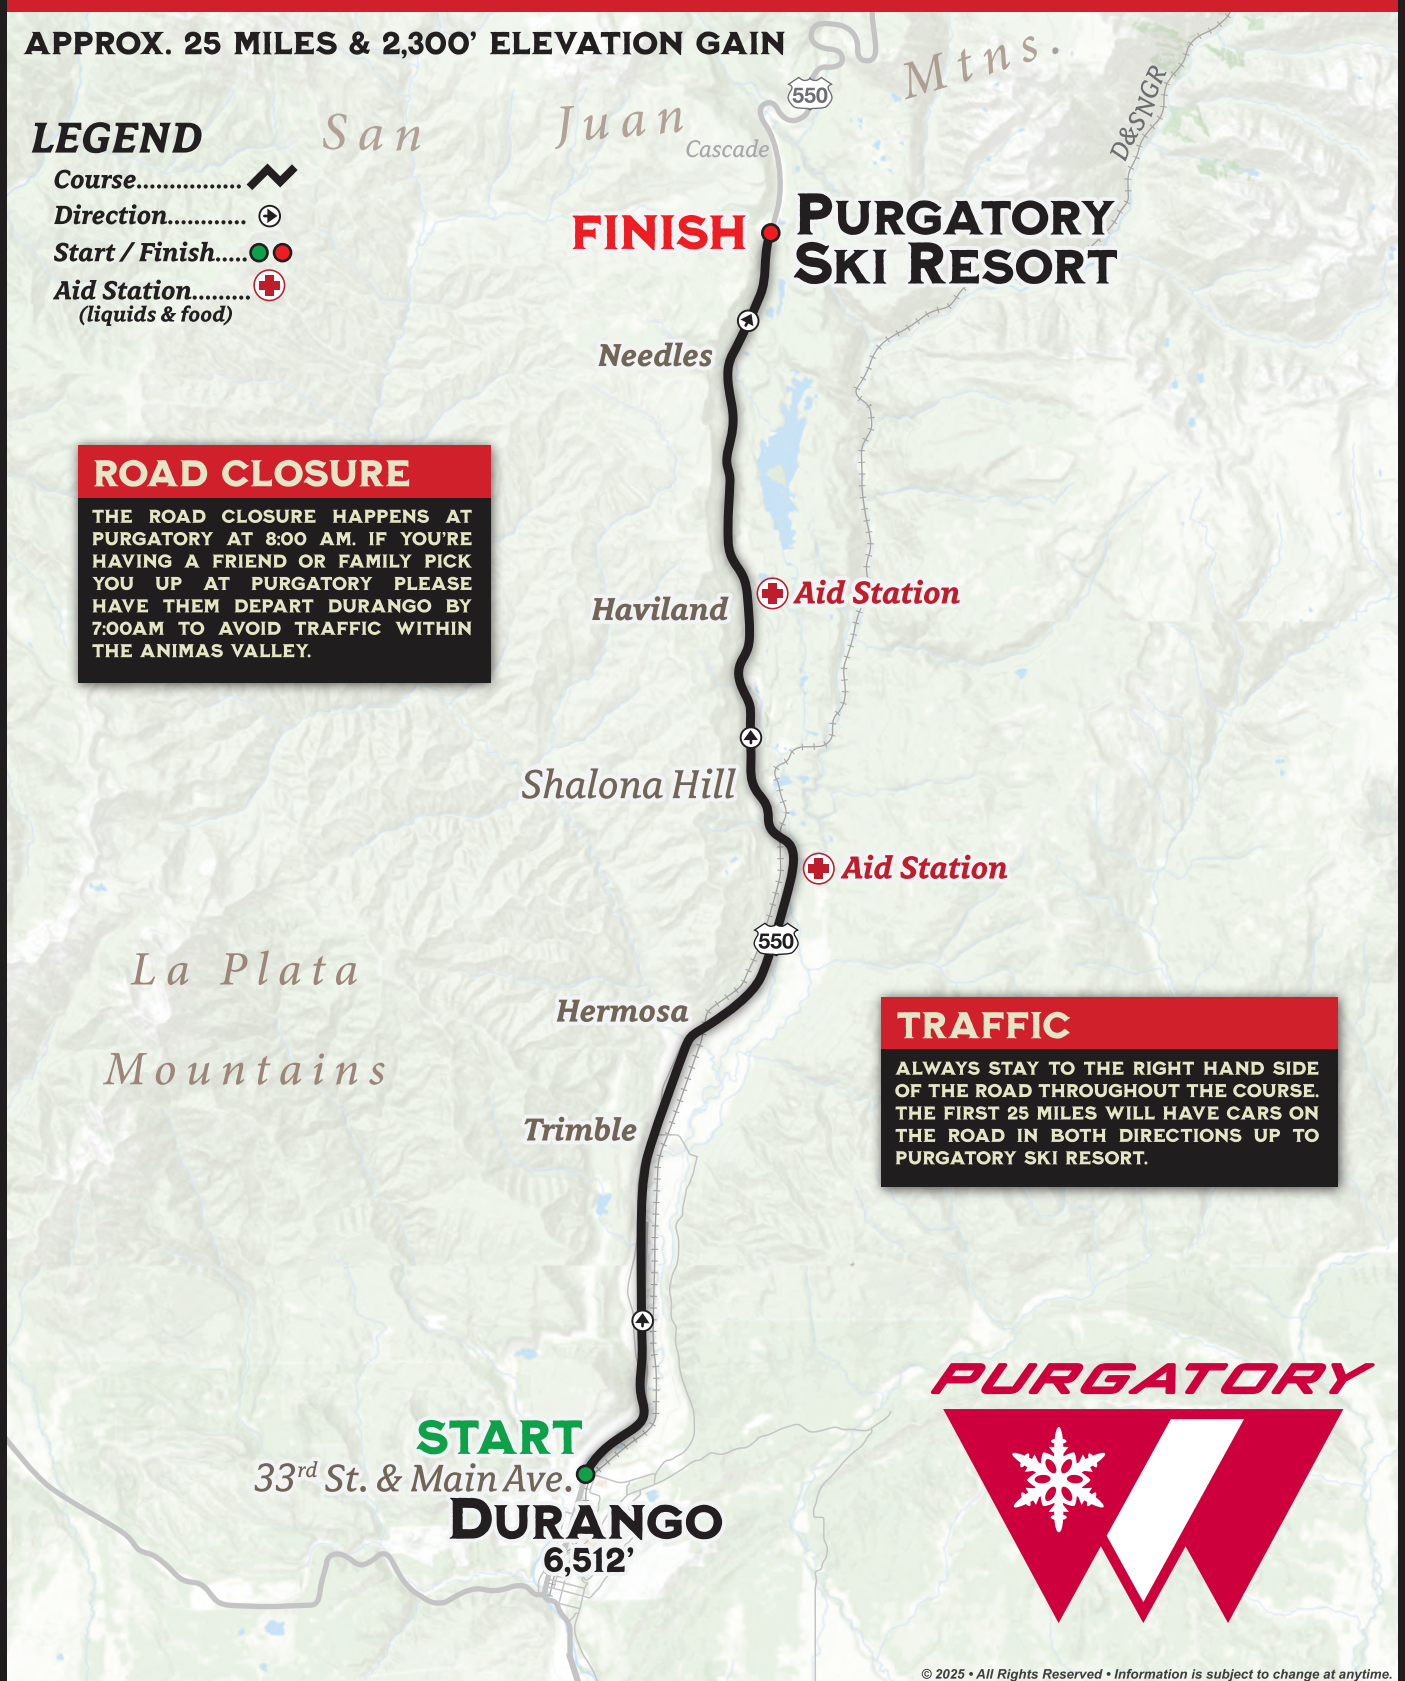 APPROX. 25 MILES & 2,300’ ELEVATION GAIN
550
Mtns.
D&SNGR
San Juan
Cascade
LEGEND
Course................
Direction............
Start / Finish.....
Aid Station.........
(liquids & food)
FINISH
PURGATORY
SKI RESORT
Needles
ROAD CLOSURE
THE ROAD CLOSURE HAPPENS AT
PURGATORY AT 8:00 AM. IF YOU’RE
HAVING A FRIEND OR FAMILY PICK
YOU UP AT PURGATORY PLEASE
HAVE THEM DEPART DURANGO BY
7:00AM TO AVOID TRAFFIC WITHIN
THE ANIMAS VALLEY.
Aid Station
Haviland
Shalona Hill
Aid Station
550
La Plata
Mountains
Hermosa
TRAFFIC
ALWAYS STAY TO THE RIGHT HAND SIDE
OF THE ROAD THROUGHOUT THE COURSE.
THE FIRST 25 MILES WILL HAVE CARS ON
THE ROAD IN BOTH DIRECTIONS UP TO
PURGATORY SKI RESORT.
Trimble
START
33rd St. & Main Ave.
DURANGO
6,512’
PURGATORY
© 2025 • All Rights Reserved • Information is subject to change at anytime.